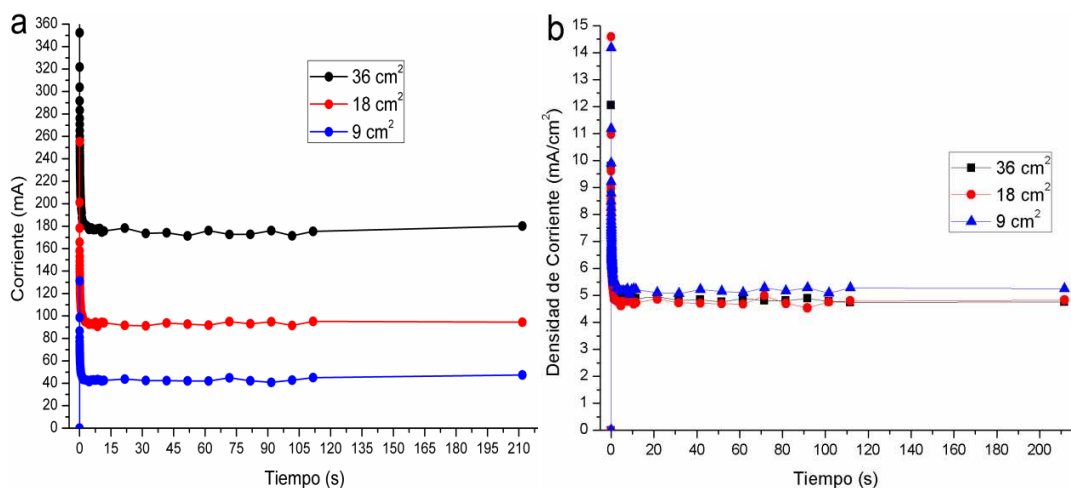 a
360
340
320
300
280
260
240
220
200
180
160
140
120
100
80
60
40
20
0
Corriente (mA)
36 cm²
18 cm²
9 cm²
0 15 30 45 60 75 90 105 120 135 150 165 180 195 210
Tiempo (s)
b
15
14
13
12
11
10
9
8
7
6
5
4
3
2
1
0
Densidad de Corriente (mA/cm²)
36 cm²
18 cm²
9 cm²
0 20 40 60 80 100 120 140 160 180 200
Tiempo (s)